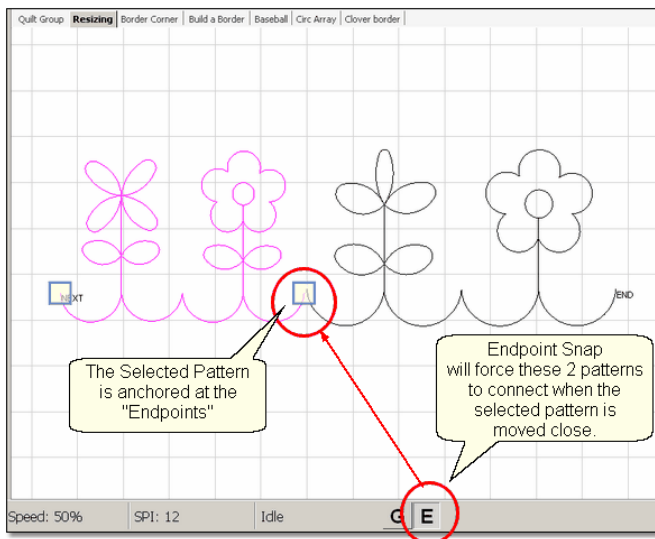 Quilt Group Resizing Border Corner Build a Border Baseball Circ Array Clover border
NEXT
END
The Selected Pattern
is anchored at the
"Endpoints"
Endpoint Snap
will force these 2 patterns
to connect when the
selected pattern is
moved close.
Speed: 50% SPI: 12 Idle G E